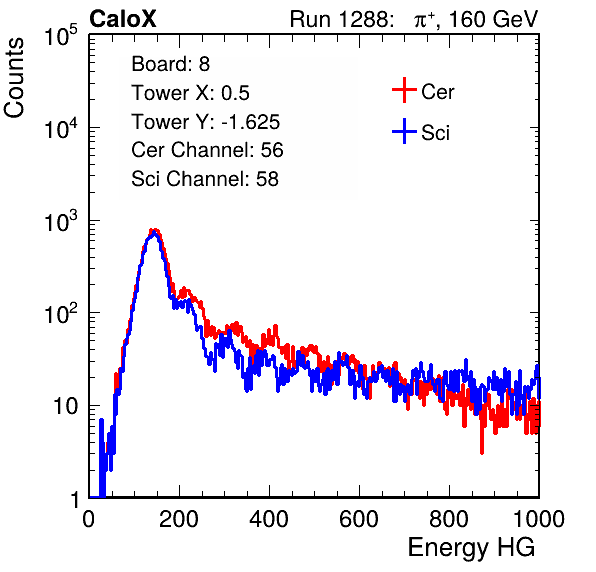 CaloX Run 1288: π⁺, 160 GeV
Counts
10⁵
10⁴
10³
10²
10
1
Board: 8
Tower X: 0.5
Tower Y: -1.625
Cer Channel: 56
Sci Channel: 58
Cer
Sci
0 200 400 600 800 1000
Energy HG